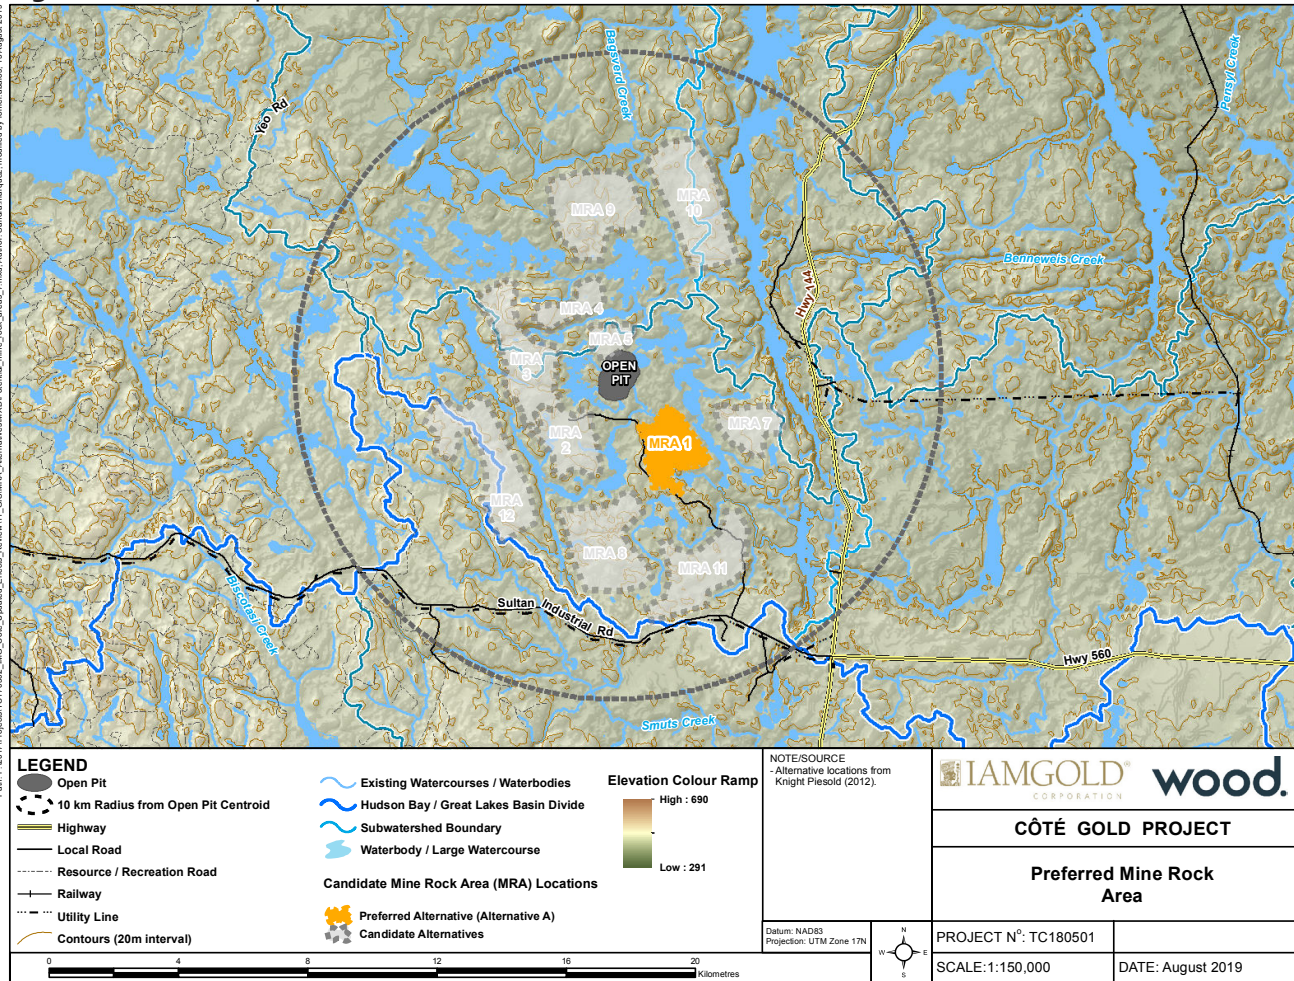 Bagsverd Creek
Pensyl Creek
Yeo Rd
MRA 9
MRA
10
Benneweis Creek
Hwy 144
MRA 4
MRA 5
MRA
3
OPEN
PIT
MRA
2
MRA 1
MRA 7
MRA
12
MRA 8
MRA 11
Biscotasi Creek
Sultan Industrial Rd
Hwy 560
Smuts Creek
LEGEND
Open Pit
10 km Radius from Open Pit Centroid
Highway
Local Road
Resource / Recreation Road
Railway
Utility Line
Contours (20m interval)
Existing Watercourses / Waterbodies
Hudson Bay / Great Lakes Basin Divide
Subwatershed Boundary
Waterbody / Large Watercourse
Candidate Mine Rock Area (MRA) Locations
Preferred Alternative (Alternative A)
Candidate Alternatives
Elevation Colour Ramp
High : 690
Low : 291
0 4 8 12 16 20
Kilometres
NOTE/SOURCE
- Alternative locations from
Knight Piesold (2012).
Datum: NAD83
Projection: UTM Zone 17N
N
W E
S
IAMGOLD®
CORPORATION
wood.
CÔTÉ GOLD PROJECT
Preferred Mine Rock
Area
PROJECT Nº: TC180501
SCALE:1:150,000
DATE: August 2019